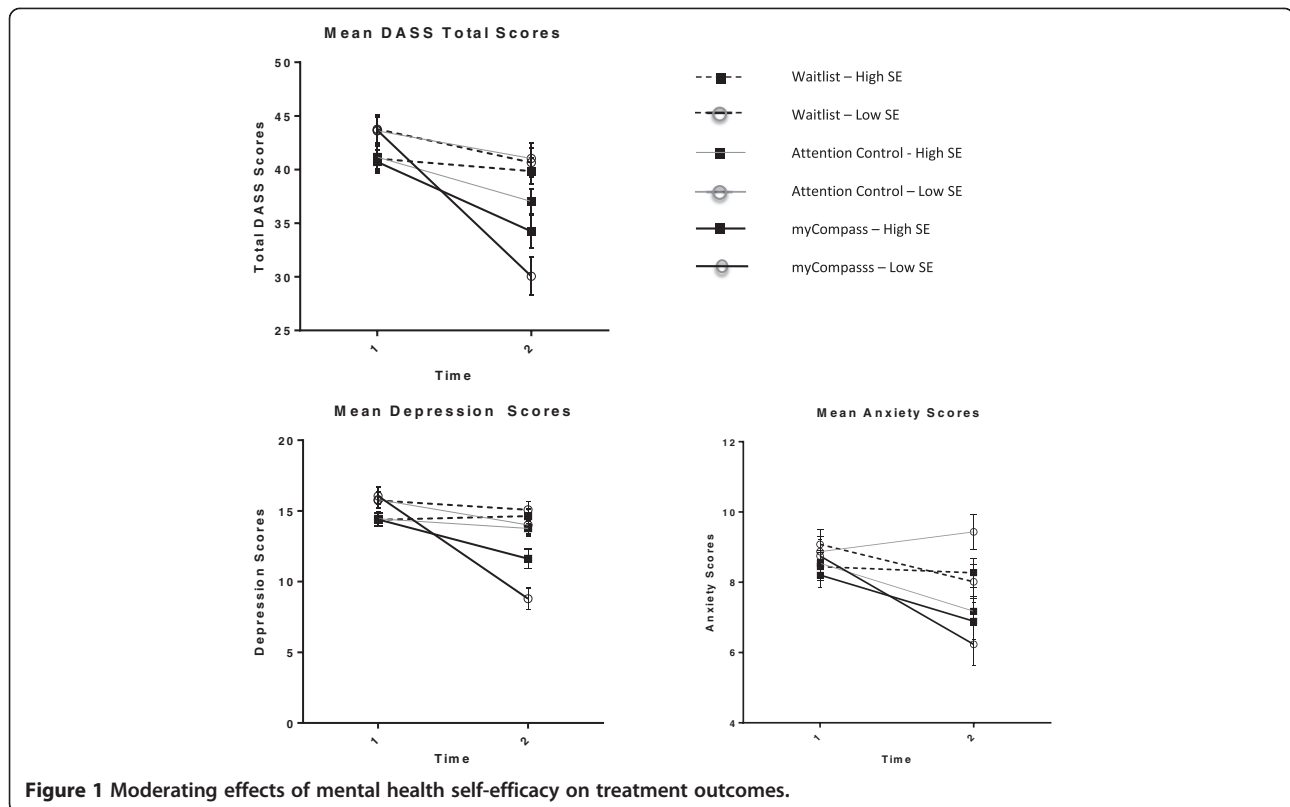 Mean DASS Total Scores
50
45
40
35
30
25
Total DASS Scores
1
2
Time
Waitlist – High SE
Waitlist – Low SE
Attention Control - High SE
Attention Control – Low SE
myCompass – High SE
myCompasss – Low SE
Mean Depression Scores
20
15
10
5
0
Depression Scores
1
2
Time
Mean Anxiety Scores
12
10
8
6
4
Anxiety Scores
1
2
Time
Figure 1 Moderating effects of mental health self-efficacy on treatment outcomes.